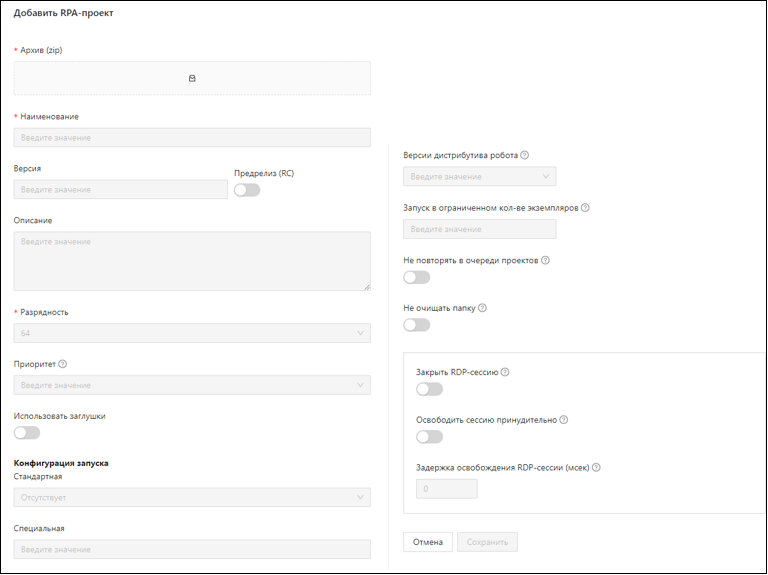 Добавить RPA-проект
* Архив (zip)
* Наименование
Введите значение
Версия
Предрелиз (RC)
Введите значение
Описание
Введите значение
* Разрядность
64
Приоритет
Введите значение
Использовать заглушки
Конфигурация запуска
Стандартная
Отсутствует
Специальная
Введите значение
Версии дистрибутива робота
Введите значение
Запуск в ограниченном кол-ве экземпляров
Введите значение
Не повторять в очереди проектов
Не очищать папку
Закрыть RDP-сессию
Освободить сессию принудительно
Задержка освобождения RDP-сессии (мсек)
0
Отмена
Сохранить